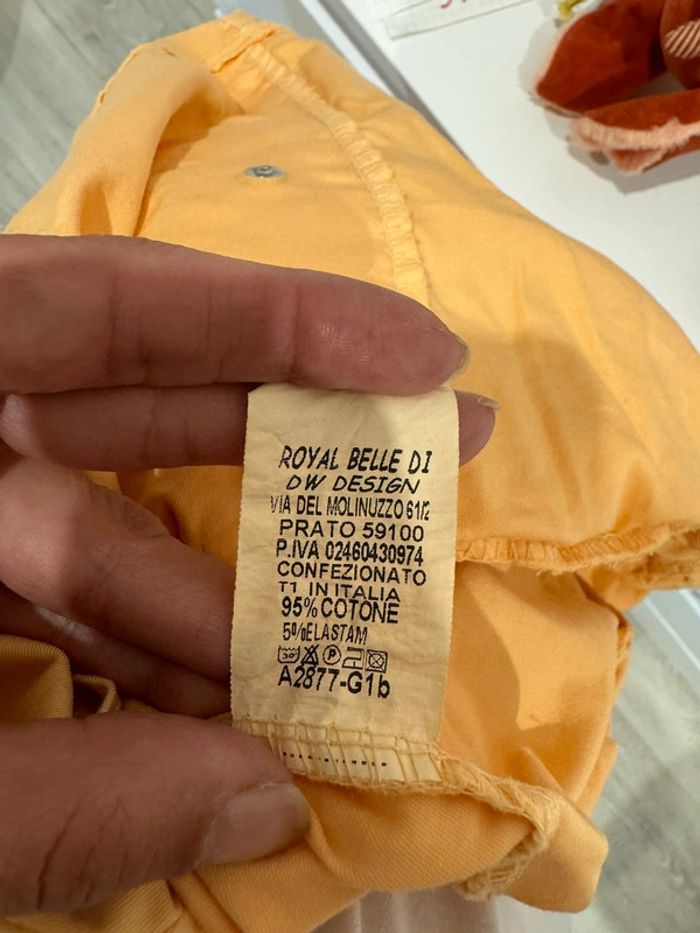 ROYAL BELLE DI
DW DESIGN
VIA DEL MOLINUZZO 61/2
PRATO 59100
P.IVA 02460430974
CONFEZIONATO
T1 IN ITALIA
95% COTONE
5%ELASTAM
30 P
A2877-G1b